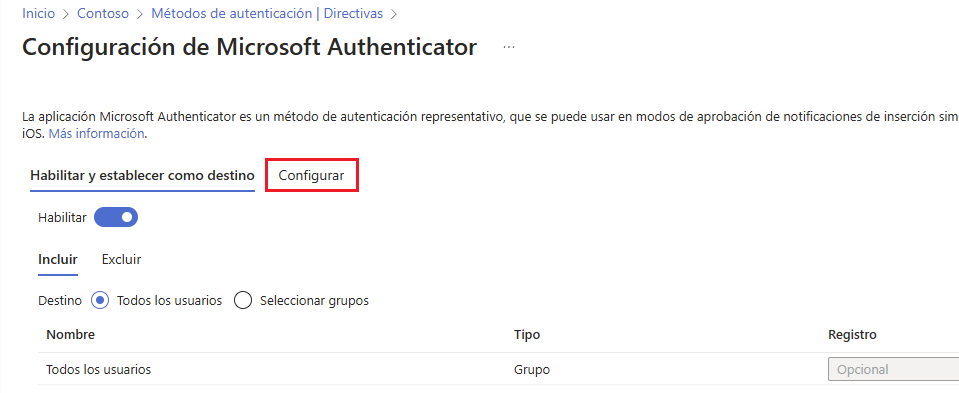 Inicio > Contoso > Métodos de autenticación | Directivas >
Configuración de Microsoft Authenticator ...
La aplicación Microsoft Authenticator es un método de autenticación representativo, que se puede usar en modos de aprobación de notificaciones de inserción sim
iOS. Más información.
Habilitar y establecer como destino Configurar
Habilitar
Incluir Excluir
Destino Todos los usuarios Seleccionar grupos
Nombre Tipo Registro
Todos los usuarios Grupo Opcional